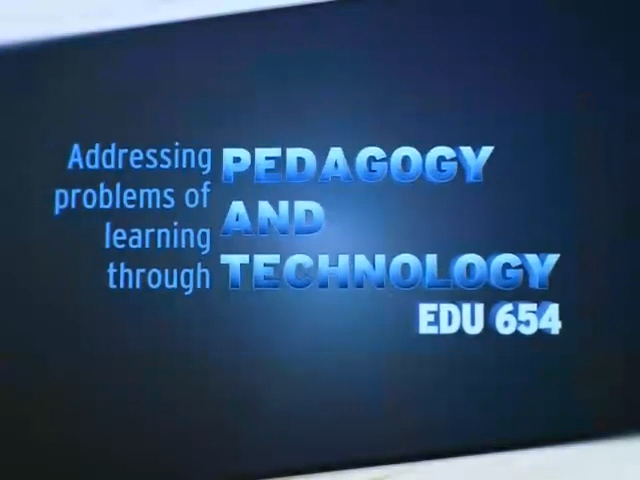 Addressing
problems of
learning
through
PEDAGOGY
AND
TECHNOLOGY
EDU 654